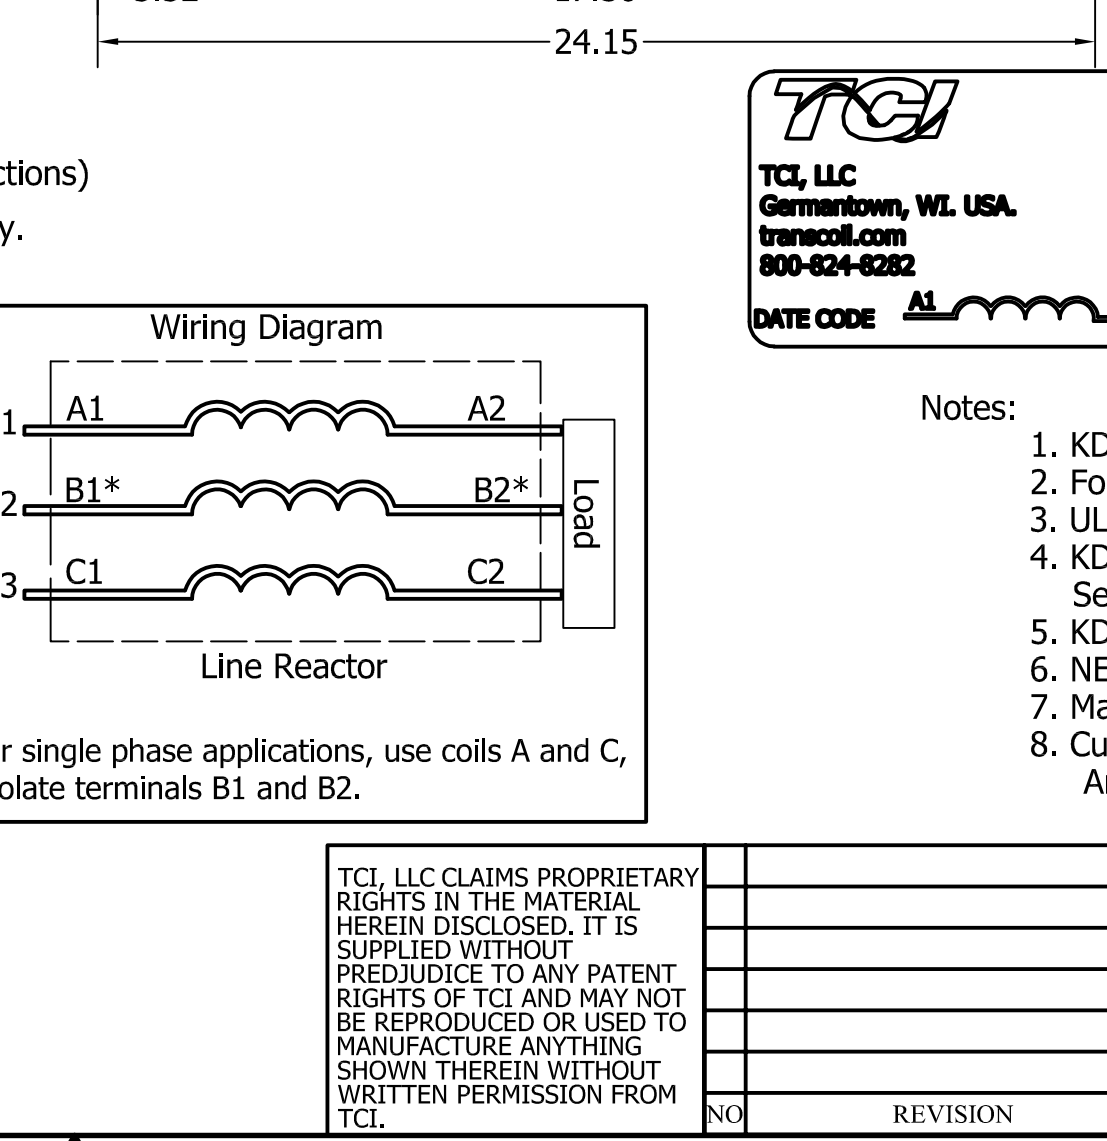 24.15
ctions)
y.
TCI
TCI, LLC
Germantown, WI. USA.
transcoil.com
800-824-8282
DATE CODE
A1
Wiring Diagram
1
A1
A2
2
B1*
B2*
3
C1
C2
Load
Line Reactor
r single phase applications, use coils A and C,
olate terminals B1 and B2.
Notes:
1. KD
2. Fo
3. UL
4. KD
Se
5. KD
6. NE
7. Ma
8. Cu
TCI, LLC CLAIMS PROPRIETARY
RIGHTS IN THE MATERIAL
HEREIN DISCLOSED. IT IS
SUPPLIED WITHOUT
PREDJUDICE TO ANY PATENT
RIGHTS OF TCI AND MAY NOT
BE REPRODUCED OR USED TO
MANUFACTURE ANYTHING
SHOWN THEREIN WITHOUT
WRITTEN PERMISSION FROM
TCI.
NO
REVISION